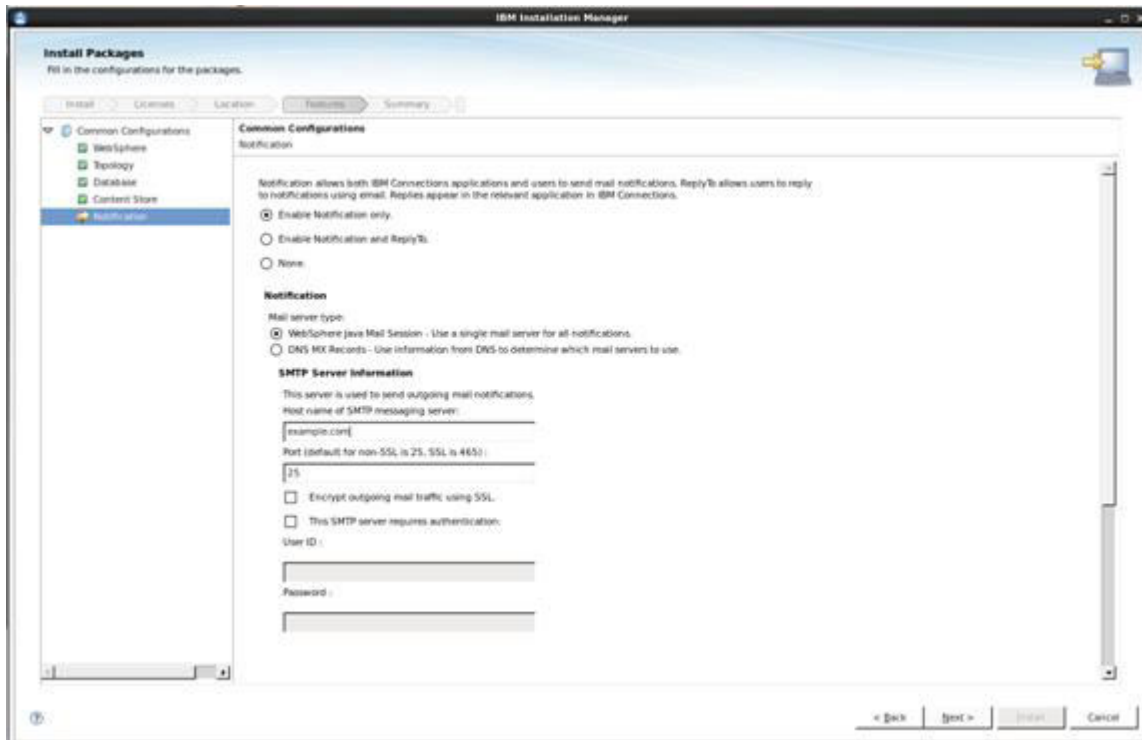 IBM Installation Manager
Install Packages
Fill in the configurations for the packages.
Install
Licenses
Location
Features
Summary
Common Configurations
WebSphere
Topology
Database
Content Store
Notification
Common Configurations
Notification
Notification allows both IBM Connections applications and users to send mail notifications. ReplyTo allows users to reply
to notifications using email. Replies appear in the relevant application in IBM Connections.
Enable Notification only.
Enable Notification and ReplyTo.
None.
Notification
Mail server type:
WebSphere Java Mail Session - Use a single mail server for all notifications.
DNS MX Records - Use information from DNS to determine which mail servers to use.
SMTP Server Information
This server is used to send outgoing mail notifications.
Host name of SMTP messaging server:
example.com
Port (default for non-SSL is 25, SSL is 465) :
25
Encrypt outgoing mail traffic using SSL.
This SMTP server requires authentication:
User ID :
Password :
?
< Back
Next >
Install
Cancel